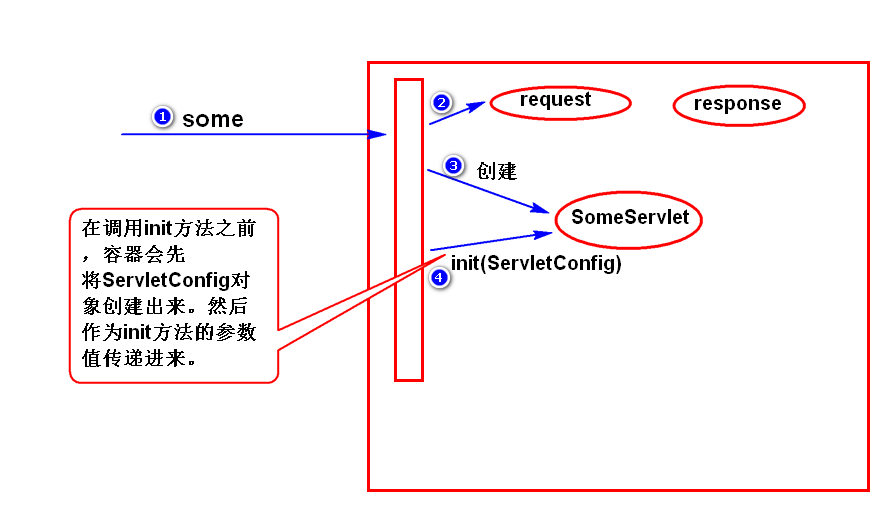 1 some
2 request
response
3 创建
SomeServlet
init(ServletConfig)
4
在调用init方法之前
，容器会先
将ServletConfig对
象创建出来。然后
作为init方法的参数
值传递进来。